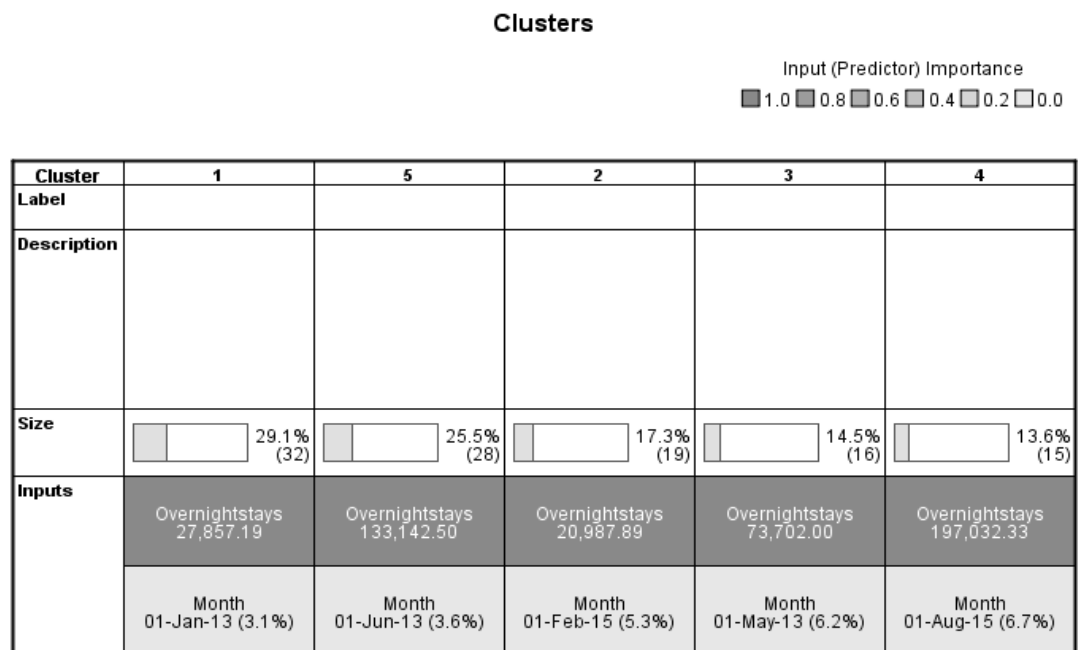 Clusters
Input (Predictor) Importance
1.0 0.8 0.6 0.4 0.2 0.0
Cluster 1 5 2 3 4
Label
Description
Size 29.1% 25.5% 17.3% 14.5% 13.6%
(32) (28) (19) (16) (15)
Inputs
Overnightstays Overnightstays Overnightstays Overnightstays Overnightstays
27,857.19 133,142.50 20,987.89 73,702.00 197,032.33
Month Month Month Month Month
01-Jan-13 (3.1%) 01-Jun-13 (3.6%) 01-Feb-15 (5.3%) 01-May-13 (6.2%) 01-Aug-15 (6.7%)